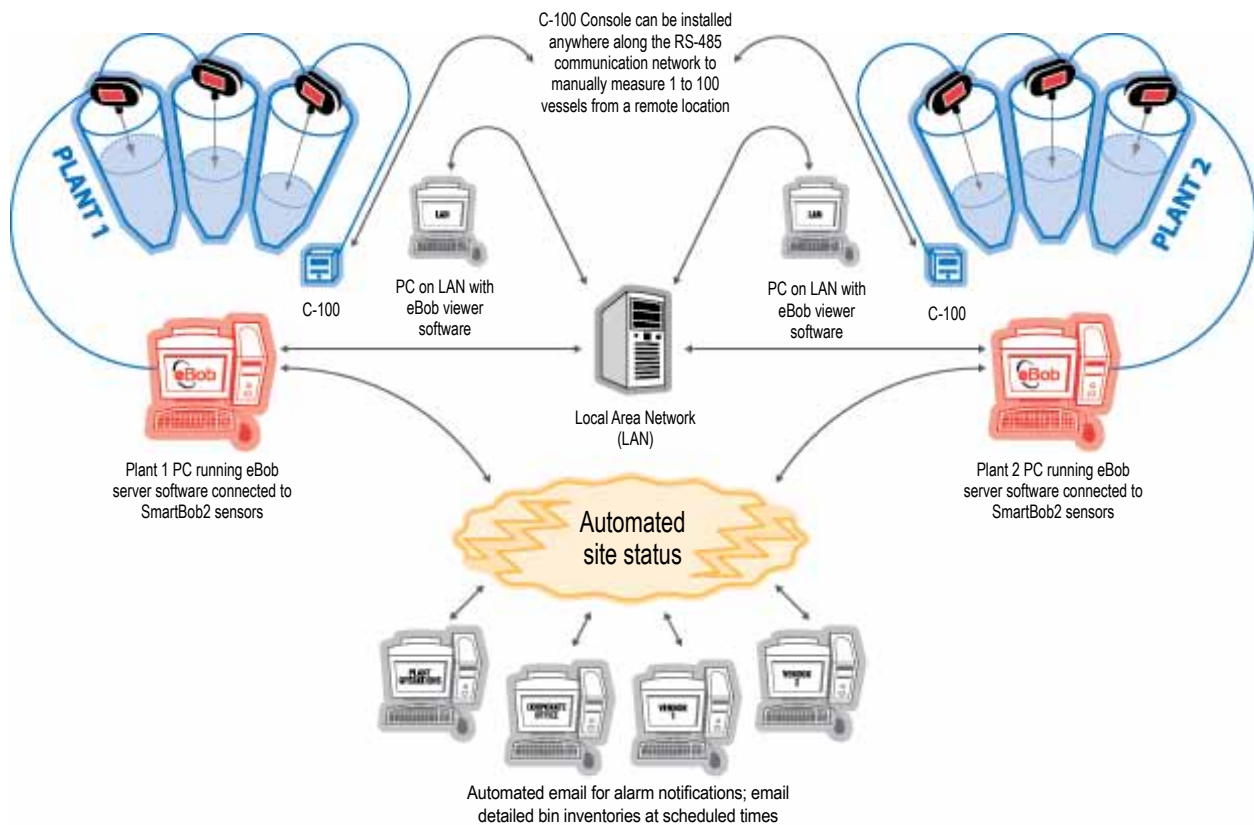 C-100 Console can be installed
anywhere along the RS-485
communication network to
manually measure 1 to 100
vessels from a remote location
PLANT 1
PLANT 2
LAN
LAN
PC on LAN with
eBob viewer
software
PC on LAN with
eBob viewer
software
C-100
C-100
eBob
eBob
Local Area Network
(LAN)
Plant 1 PC running eBob
server software connected to
SmartBob2 sensors
Plant 2 PC running eBob
server software connected to
SmartBob2 sensors
Automated
site status
PLANT
OPERATIONS
CORPORATE
OFFICE
VENDOR
1
VENDOR
2
Automated email for alarm notifications; email
detailed bin inventories at scheduled times